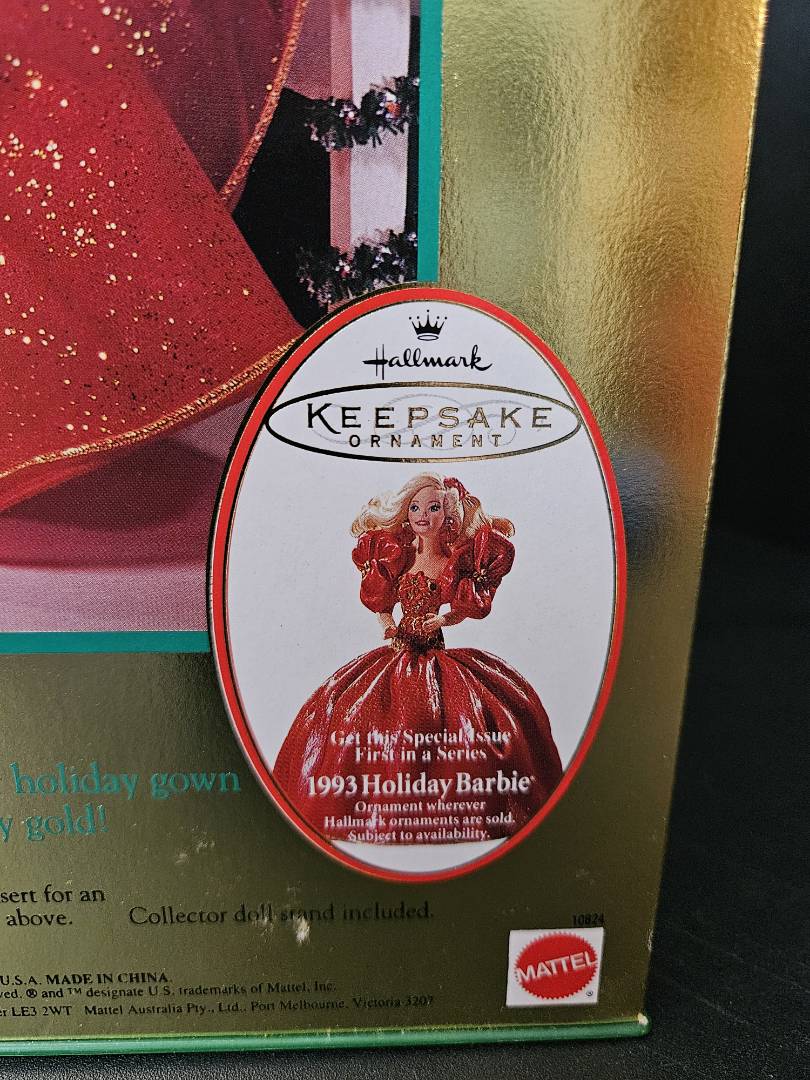 Hallmark
KEEPSAKE
ORNAMENT
Get this Special Issue
First in a Series
1993 Holiday Barbie®
Ornament wherever
Hallmark ornaments are sold.
Subject to availability.
holiday gown
y gold!
sert for an
above. Collector doll stand included.
10824
MATTEL
®
U.S.A. MADE IN CHINA.
ved. ® and ™ designate U.S. trademarks of Mattel, Inc.
er LE3 2WT Mattel Australia Pty., Ltd., Port Melbourne, Victoria 3207